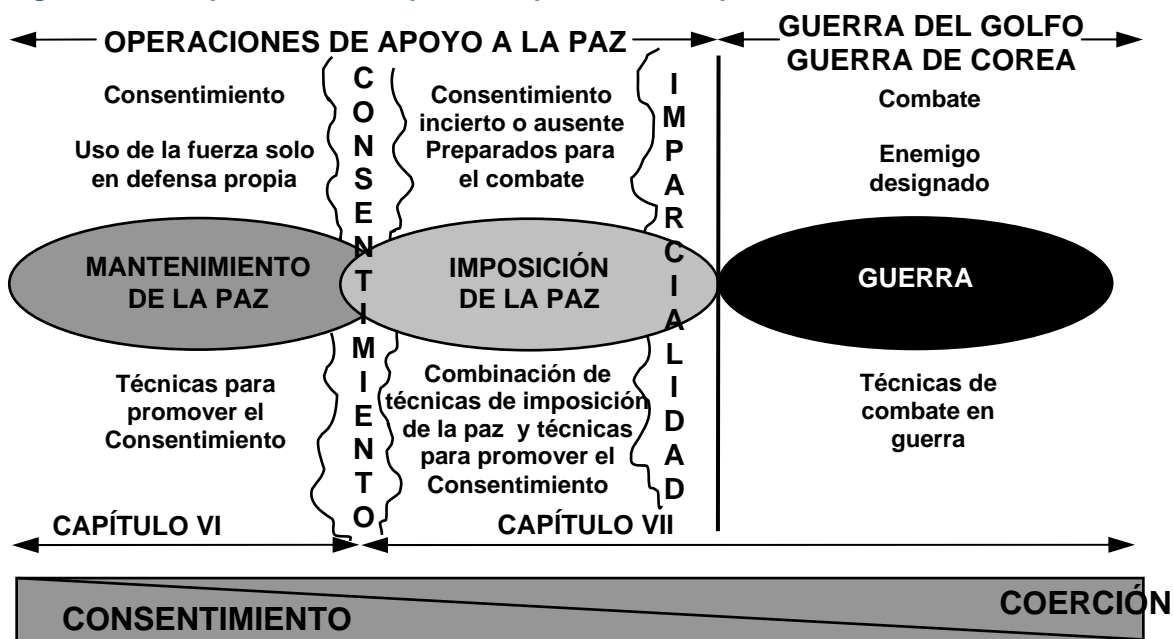 OPERACIONES DE APOYO A LA PAZ
GUERRA DEL GOLFO
GUERRA DE COREA
Consentimiento
Uso de la fuerza solo
en defensa propia
CONSENTIMIENTO
Consentimiento
incierto o ausente
Preparados para
el combate
IMPARCIALIDAD
Combate
Enemigo
designado
MANTENIMIENTO
DE LA PAZ
IMPOSICIÓN
DE LA PAZ
GUERRA
Técnicas para
promover el
Consentimiento
Combinación de
técnicas de imposición
de la paz y técnicas
para promover el
Consentimiento
Técnicas de
combate en
guerra
CAPÍTULO VI
CAPÍTULO VII
CONSENTIMIENTO
COERCIÓN